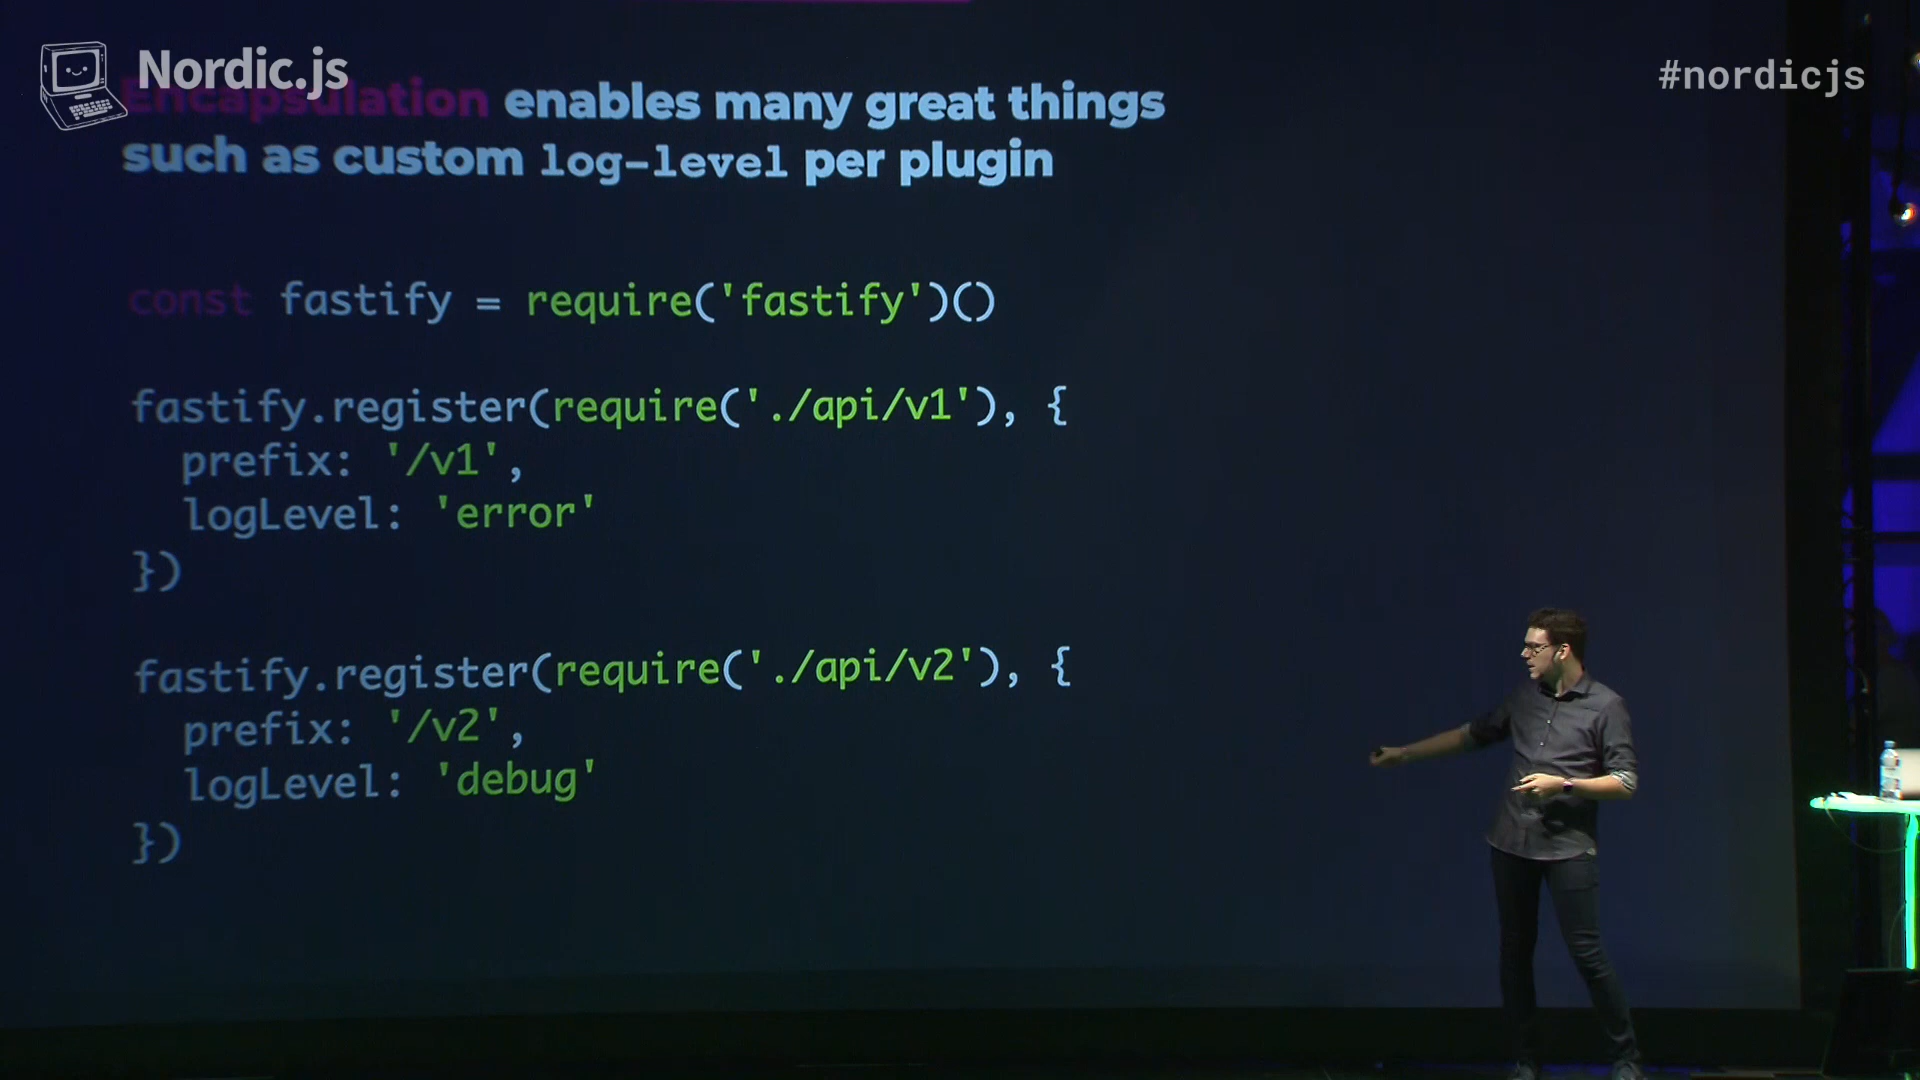 Nordic.js
#nordicjs
Encapsulation enables many great things
such as custom log-level per plugin
const fastify = require('fastify')()
fastify.register(require('./api/v1'), {
  prefix: '/v1',
  logLevel: 'error'
})
fastify.register(require('./api/v2'), {
  prefix: '/v2',
  logLevel: 'debug'
})